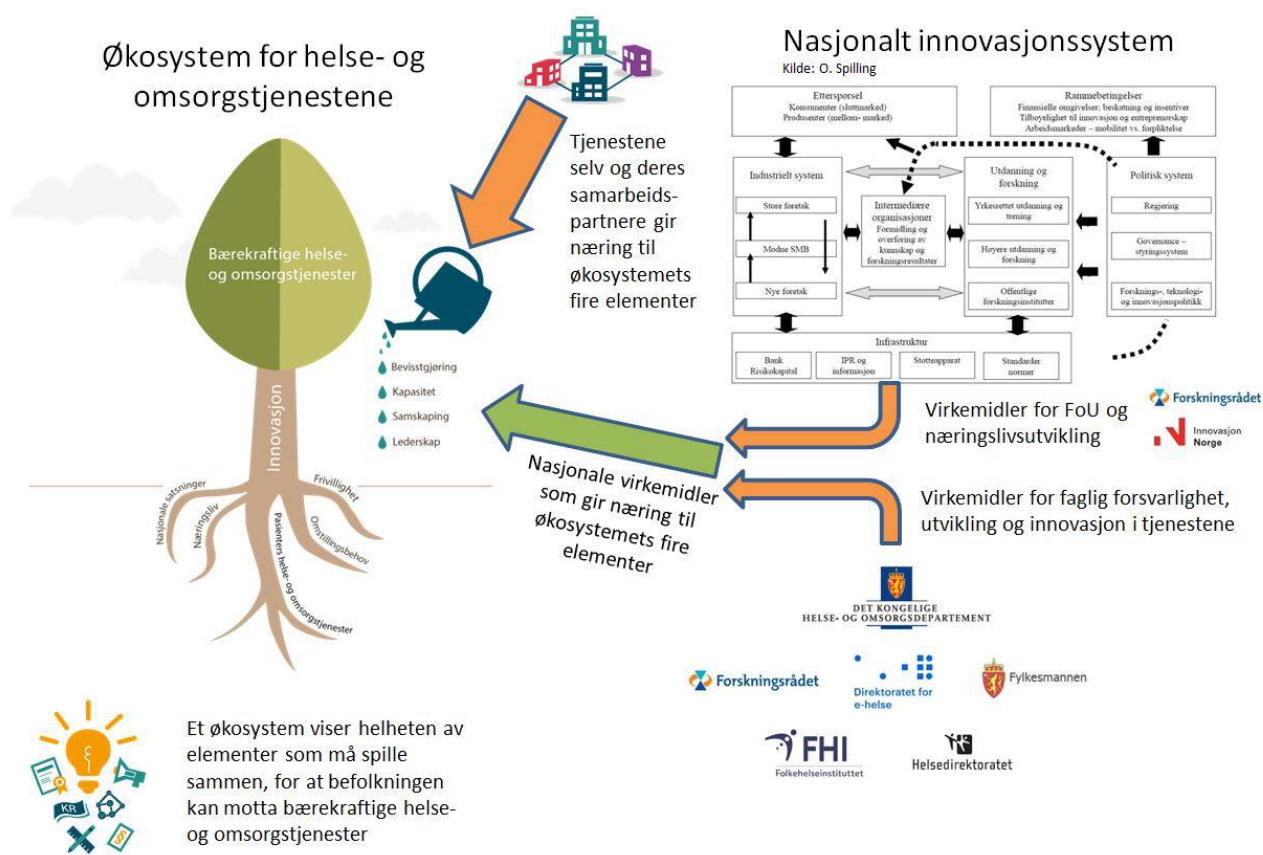 Økosystem for helse- og
omsorgstjenestene
Bærekraftige helse-
og omsorgstjenester
Innovasjon
Nasjonale satsninger
Næringsliv
Pasienters helse- og omsorgstjenester
Omstillingsbehov
Frivillighet
Bevisstgjøring
Kapasitet
Samskaping
Lederskap
Tjenestene
selv og deres
samarbeids-
partnere gir
næring til
økosystemets
fire elementer
Nasjonalt innovasjonssystem
Kilde: O. Spilling
Etterspørsel
Konsumenter (sluttmarked)
Produsenter (mellom- marked)
Rammebetingelser
Finansielle omgivelser; beskatning og insentiver
Tilbøyelighet til innovasjon og entreprenørskap
Arbeidsmarkeder – mobilitet vs. forpliktelse
Industrielt system
Store foretak
Modne SMB
Nye foretak
Intermediære
organisasjoner
Formidling og
overføring av
kunnskap og
forskningsresultater
Utdanning og
forskning
Yrkesrettet utdanning og
trening
Høyere utdanning og
forskning
Offentlige
forskningsinstitutter
Politisk system
Regjering
Governance –
styringssystem
Forsknings-, teknologi-
og innovasjonspolitikk
Infrastruktur
Bank
Risikokapital
IPR og
informasjon
Støtteapparat
Standarder
normer
Virkemidler for FoU og
næringslivsutvikling
Forskningsrådet
Innovasjon
Norge
Nasjonale virkemidler
som gir næring til
økosystemets fire
elementer
Virkemidler for faglig forsvarlighet,
utvikling og innovasjon i tjenestene
DET KONGELIGE
HELSE- OG OMSORGSDEPARTEMENT
Forskningsrådet
Direktoratet for
e-helse
Fylkesmannen
FHI
Folkehelseinstituttet
Helsedirektoratet
KR
§
Et økosystem viser helheten av
elementer som må spille
sammen, for at befolkningen
kan motta bærekraftige helse-
og omsorgstjenester